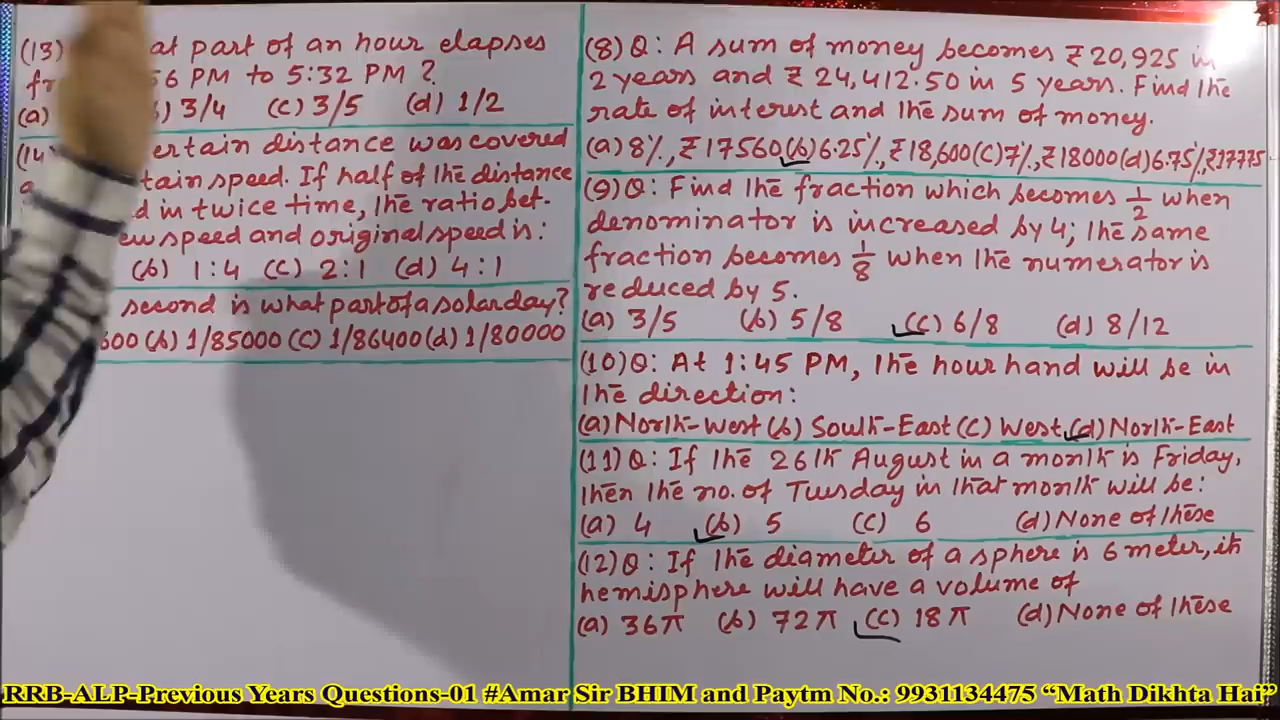 (13) at part of an hour elapses
56 PM to 5:32 PM ?
(a) 3/4 (c) 3/5 (d) 1/2
(14) ertain distance was covered
tain speed. If half of the distance
d in twice time, the ratio bet-
ew speed and original speed is:
(b) 1:4 (c) 2:1 (d) 4:1
second is what part of a solar day?
600 (b) 1/85000 (c) 1/86400 (d) 1/80000
(8) Q: A sum of money becomes ₹ 20,925 in
2 years and ₹ 24,412.50 in 5 years. Find the
rate of interest and the sum of money.
(a) 8%, ₹ 17560 (b) 6.25%, ₹ 18,600 (c) 7%, ₹ 18000 (d) 6.75%, ₹ 17775
(9) Q: Find the fraction which becomes 1/2 when
denominator is increased by 4; the same
fraction becomes 1/8 when the numerator is
reduced by 5.
(a) 3/5 (b) 5/8 (c) 6/8 (d) 8/12
(10) Q: At 1:45 PM, the hour hand will be in
the direction:
(a) North-West (b) South-East (c) West (d) North-East
(11) Q: If the 26th August in a month is Friday,
then the no. of Tuesday in that month will be:
(a) 4 (b) 5 (c) 6 (d) None of these
(12) Q: If the diameter of a sphere is 6 meter, its
hemisphere will have a volume of
(a) 36π (b) 72π (c) 18π (d) None of these
RRB-ALP-Previous Years Questions-01 #Amar Sir BHIM and Paytm No.: 9931134475 “Math Dikhta Hai”